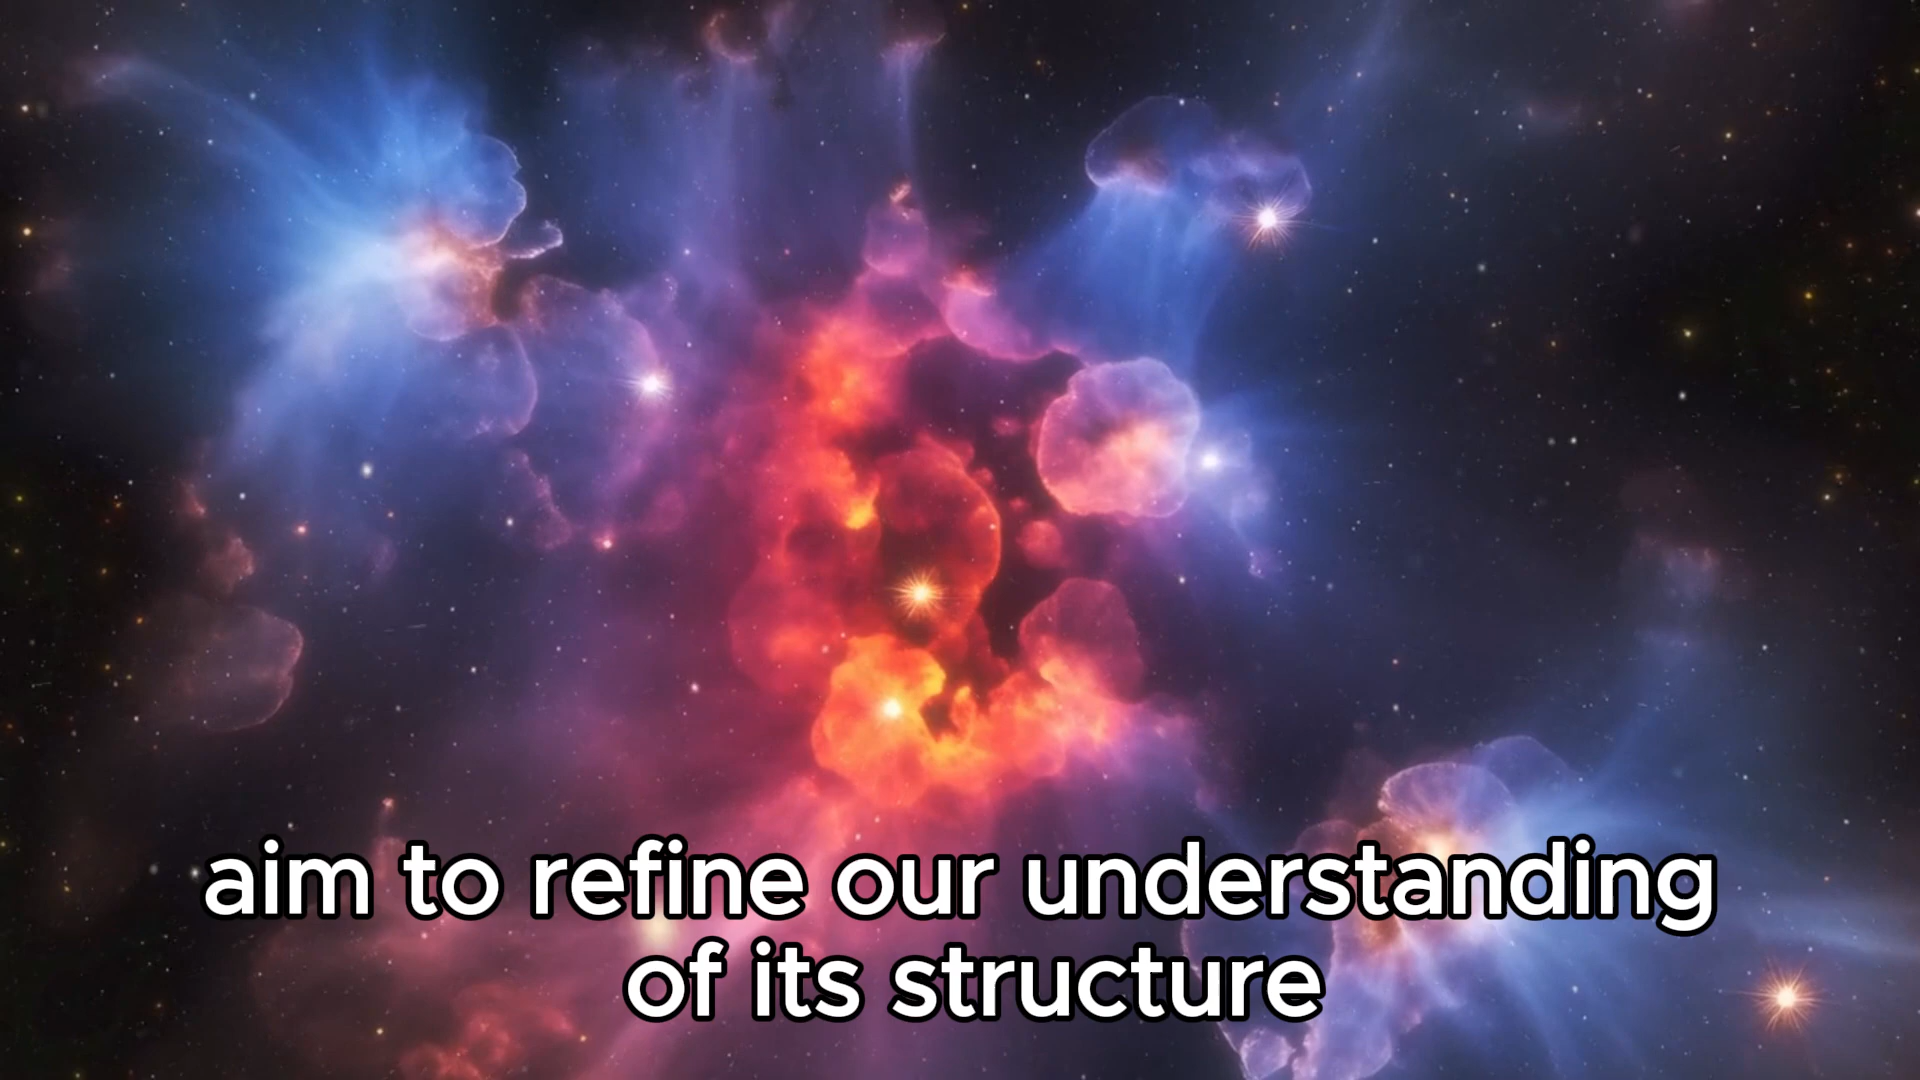 aim to refine our understanding
of its structure